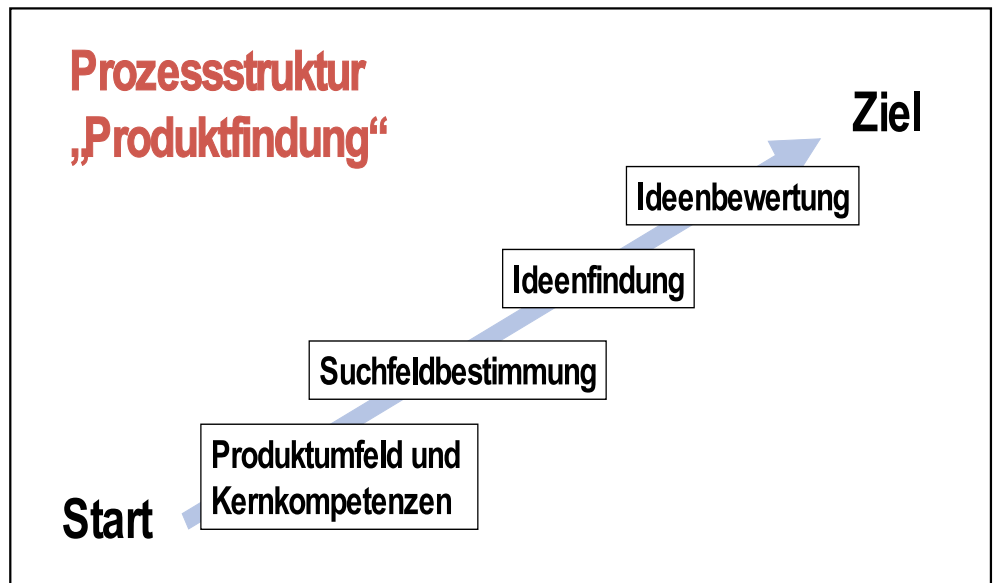 Prozessstruktur
„Produktfindung“
Ziel
Ideenbewertung
Ideenfindung
Suchfeldbestimmung
Produktumfeld und
Kernkompetenzen
Start